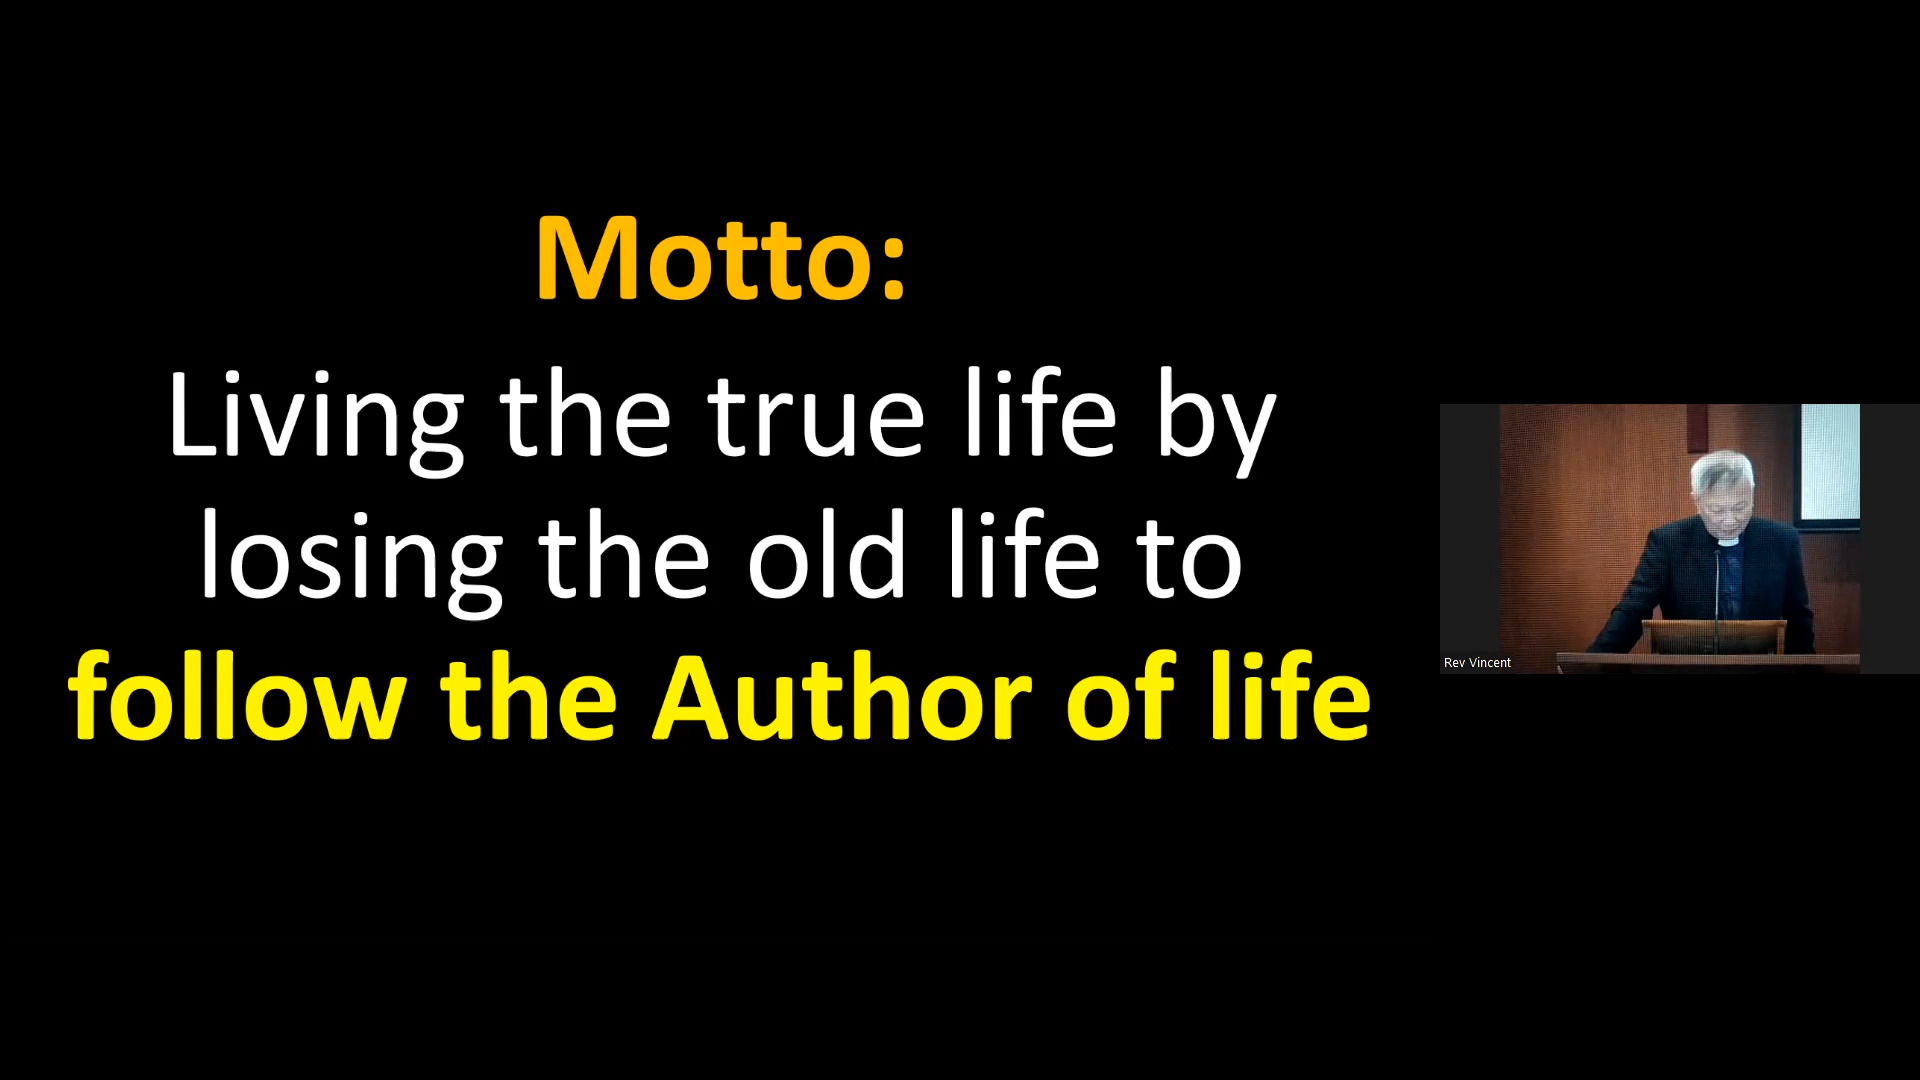 Motto:
Living the true life by
losing the old life to
follow the Author of life
Rev Vincent